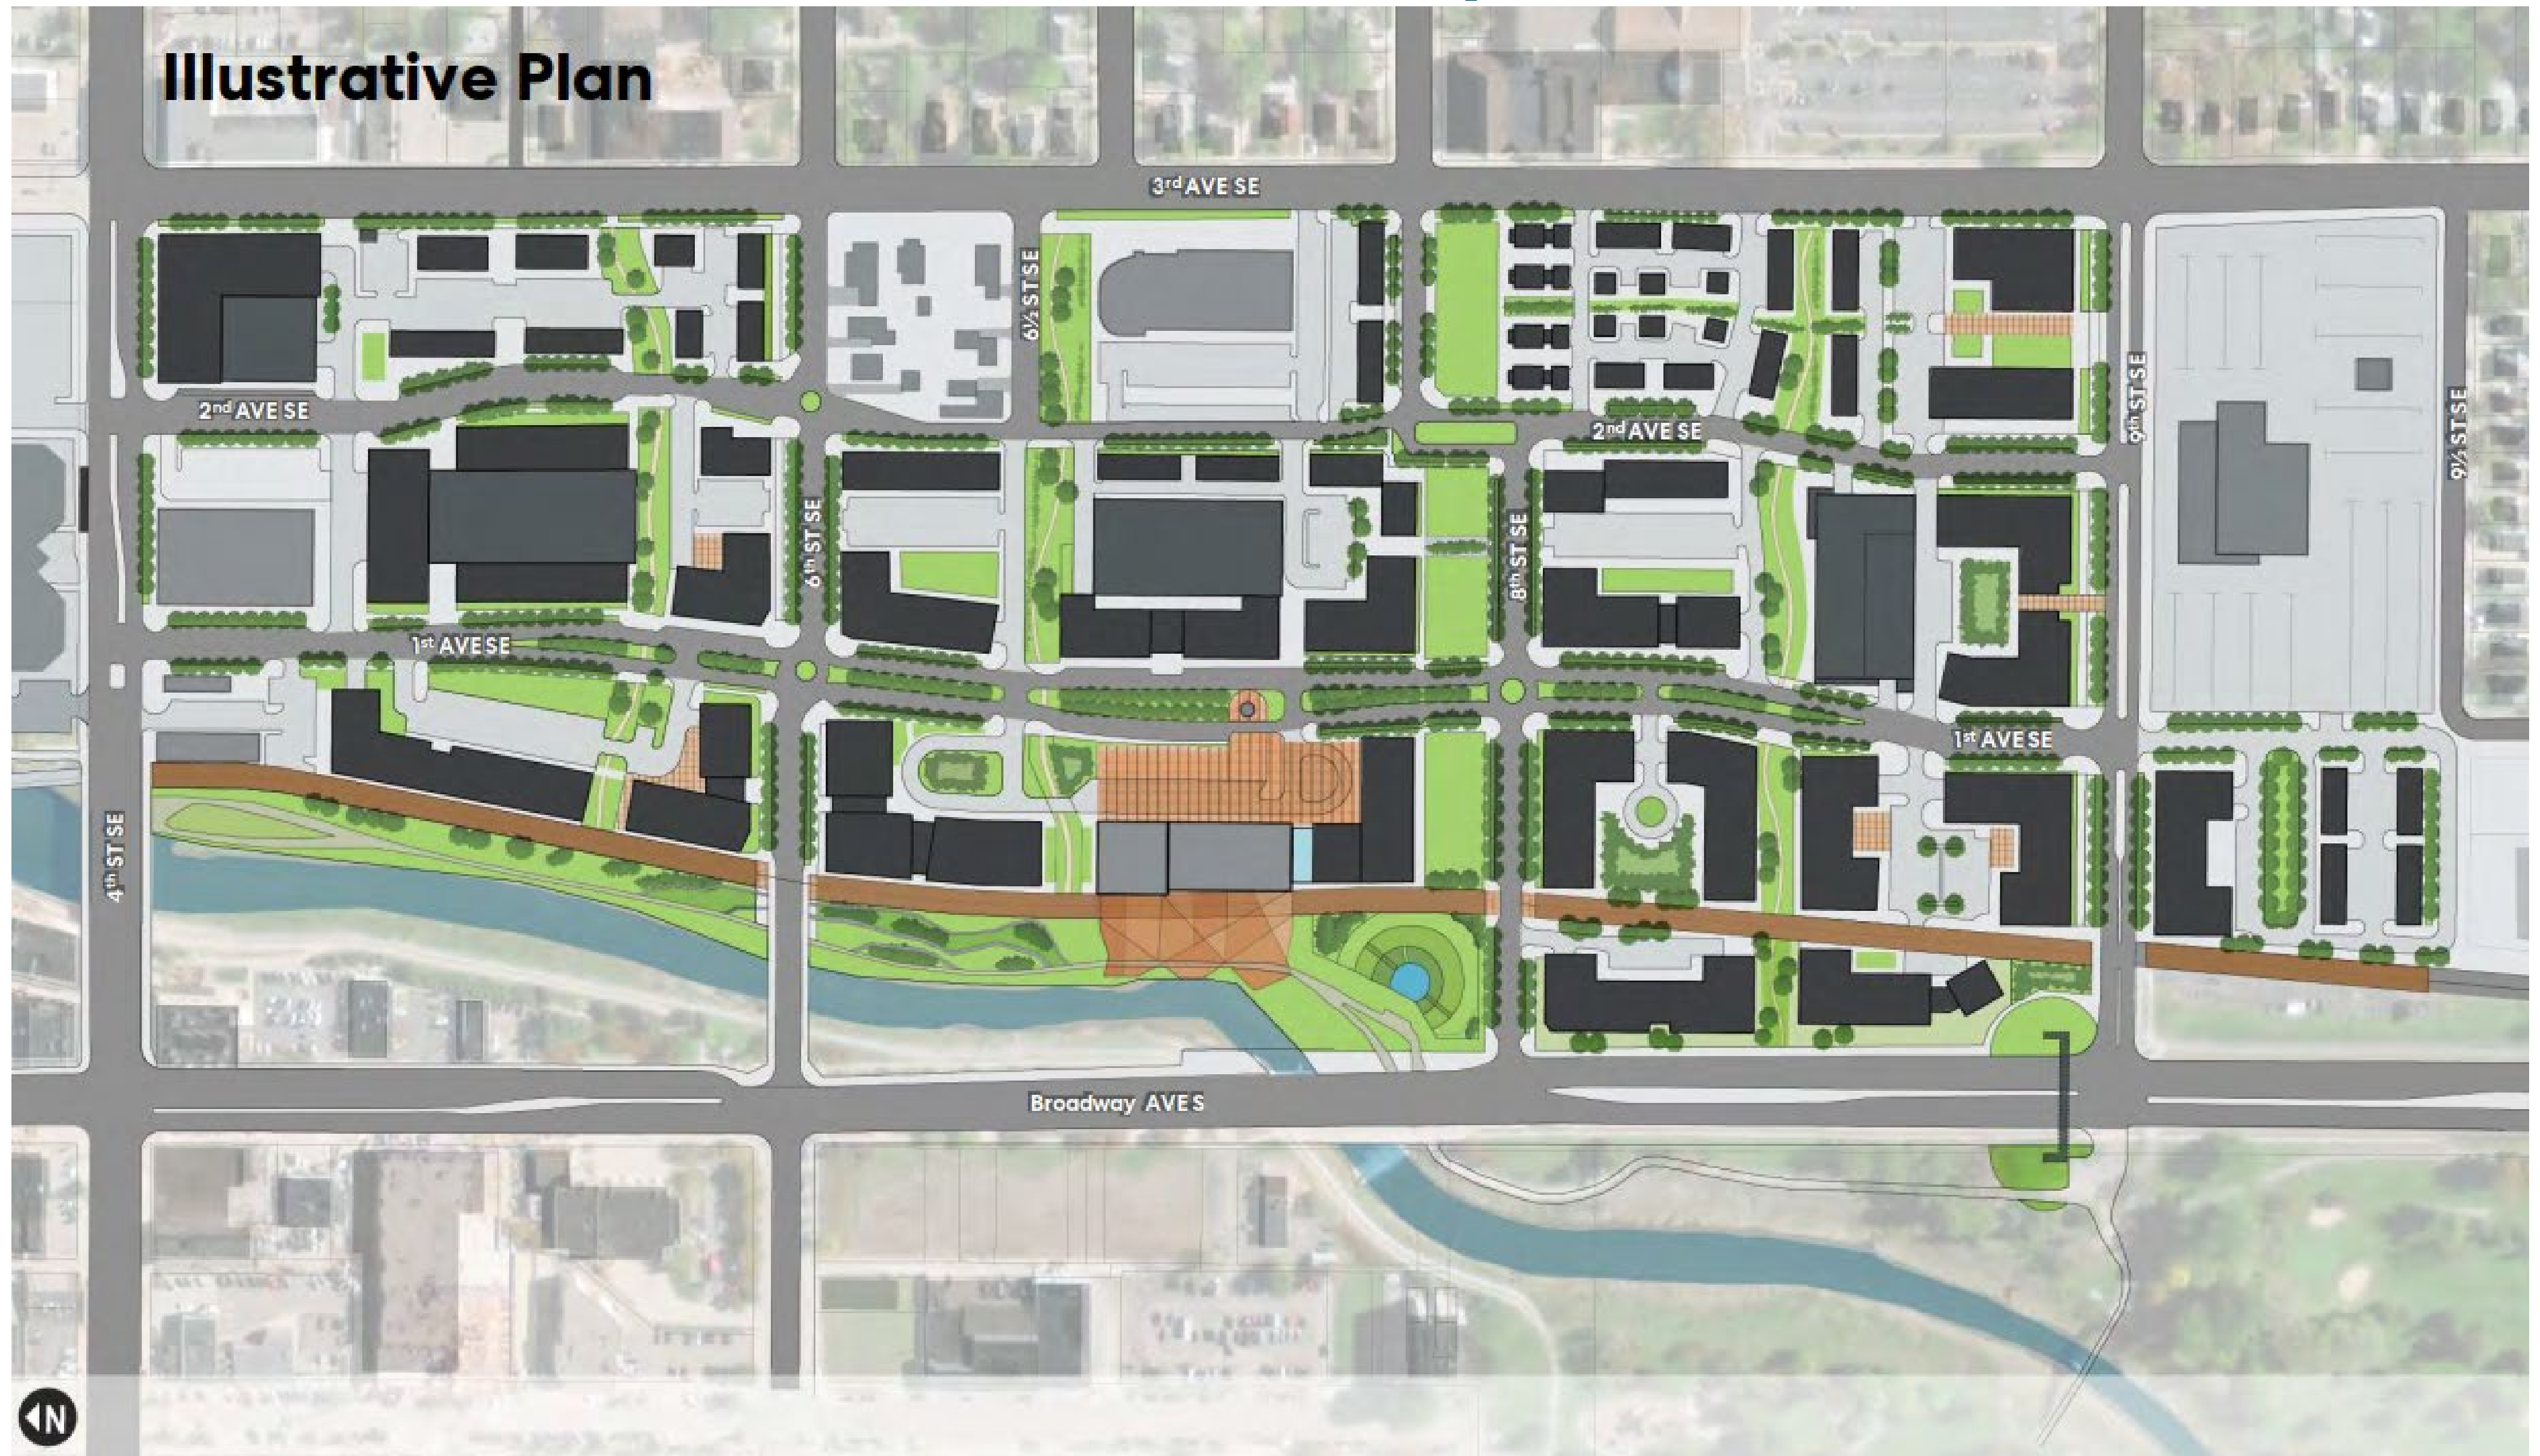 Illustrative Plan
3rd AVE SE
6½ ST SE
2nd AVE SE
9th ST SE
9½ ST SE
2nd AVE SE
6th ST SE
8th ST SE
1st AVE SE
1st AVE SE
4th ST SE
Broadway AVE S
N